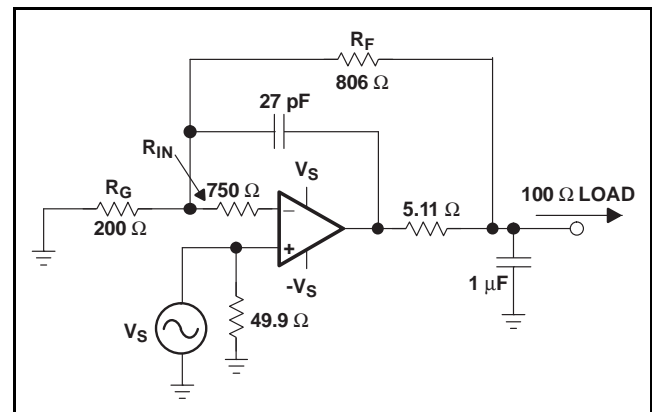 R_F
806 Ω
27 pF
R_IN
V_S
R_G
750 Ω
5.11 Ω
100 Ω LOAD
200 Ω
–
+
-V_S
1 μF
V_S
49.9 Ω